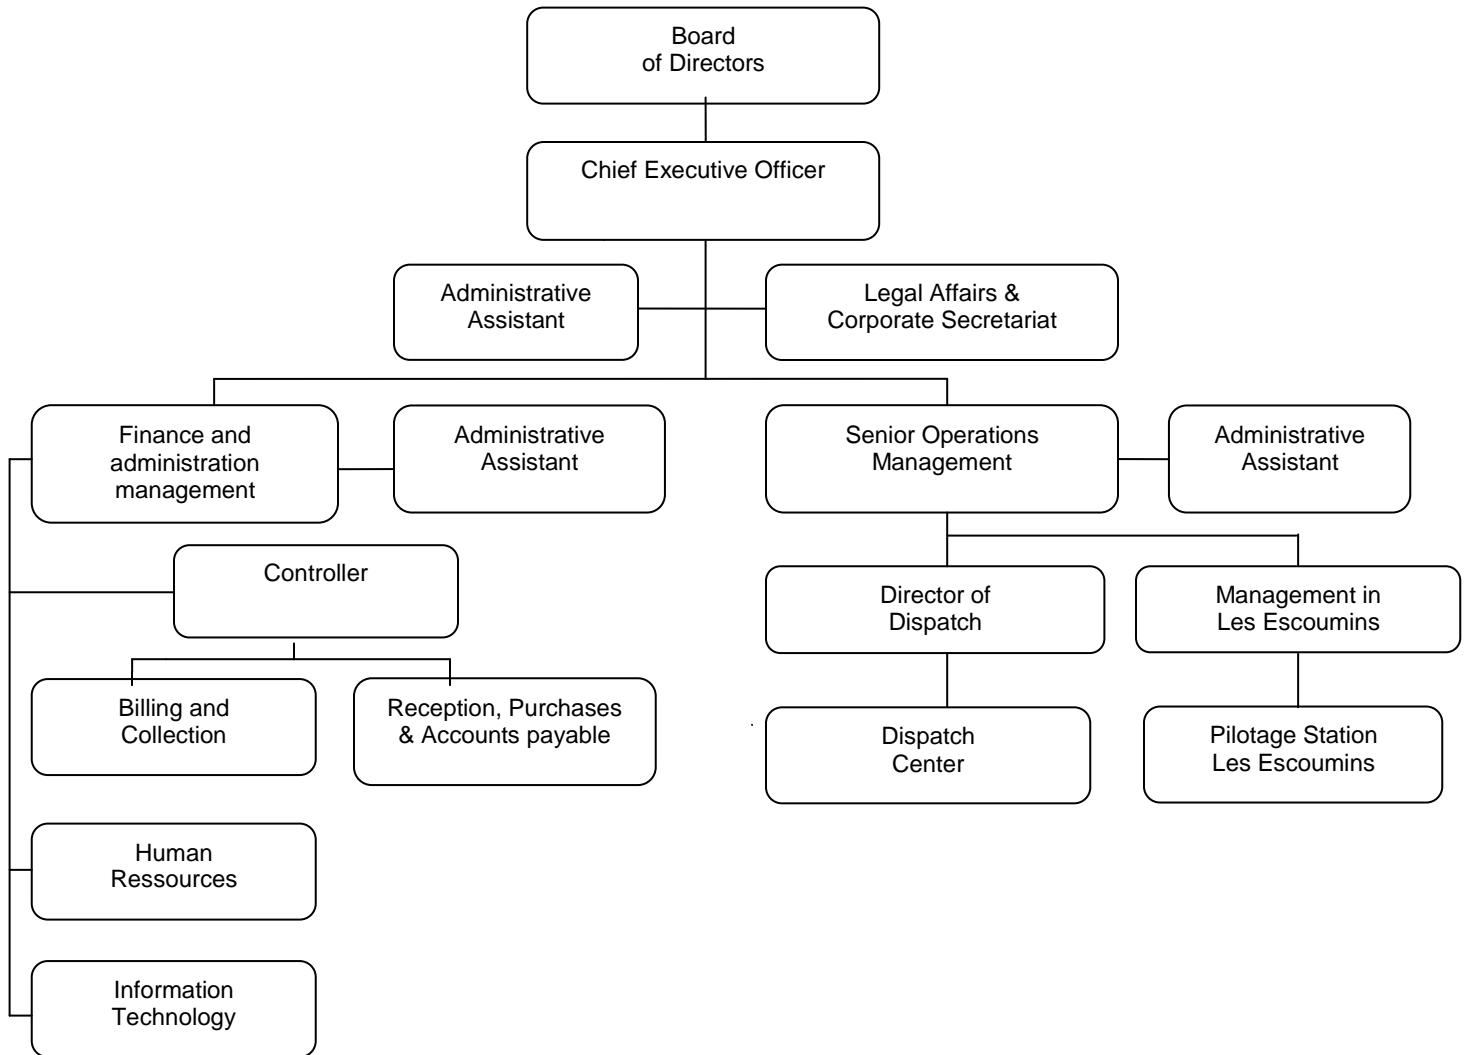 Board
of Directors
Chief Executive Officer
Administrative
Assistant
Legal Affairs &
Corporate Secretariat
Finance and
administration
management
Administrative
Assistant
Senior Operations
Management
Administrative
Assistant
Controller
Director of
Dispatch
Management in
Les Escoumins
Billing and
Collection
Reception, Purchases
& Accounts payable
Dispatch
Center
Pilotage Station
Les Escoumins
Human
Ressources
Information
Technology